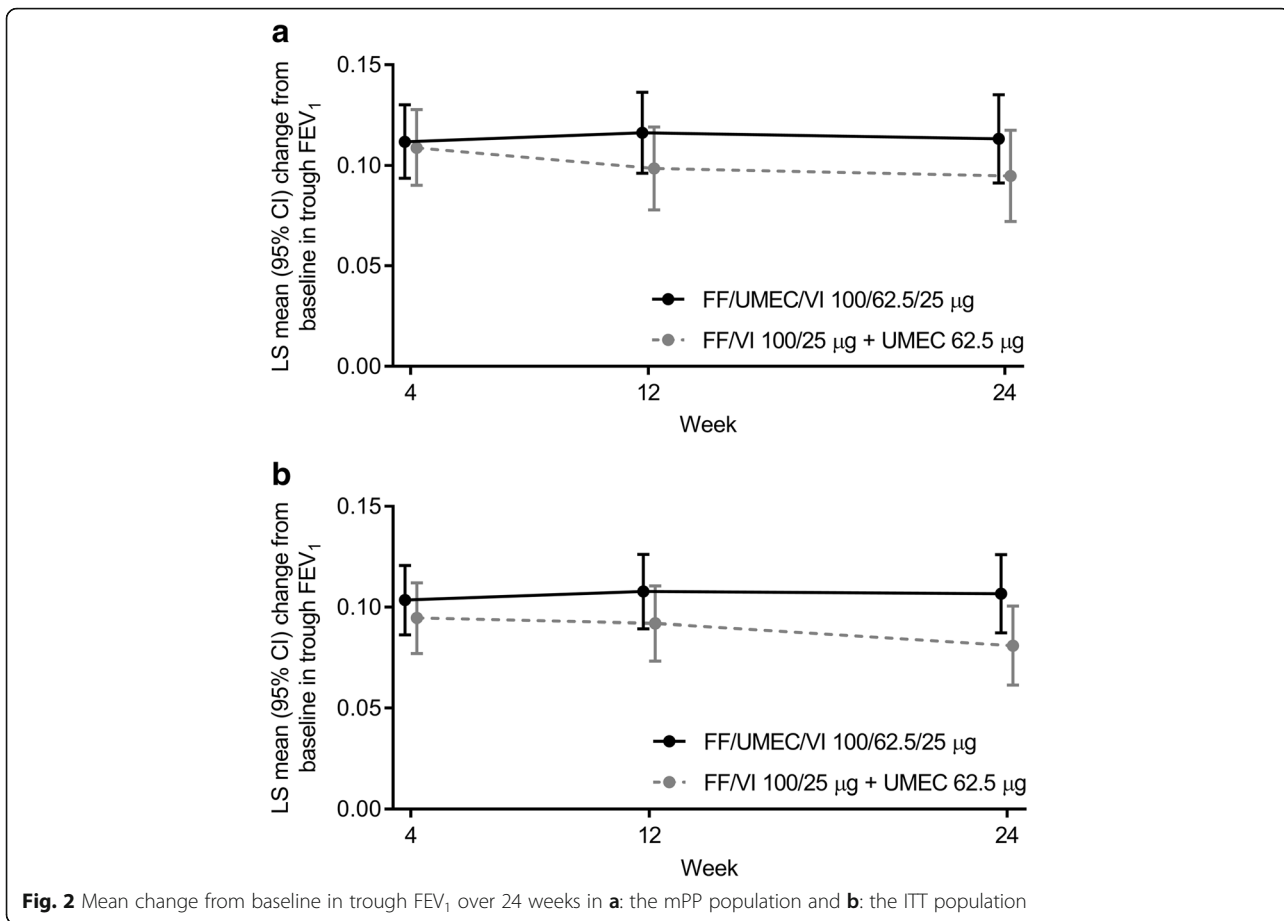 a
LS mean (95% CI) change from
baseline in trough FEV₁
0.15
0.10
0.05
0.00
FF/UMEC/VI 100/62.5/25 µg
FF/VI 100/25 µg + UMEC 62.5 µg
4 12 24
Week
b
LS mean (95% CI) change from
baseline in trough FEV₁
0.15
0.10
0.05
0.00
FF/UMEC/VI 100/62.5/25 µg
FF/VI 100/25 µg + UMEC 62.5 µg
4 12 24
Week
Fig. 2 Mean change from baseline in trough FEV₁ over 24 weeks in a: the mPP population and b: the ITT population